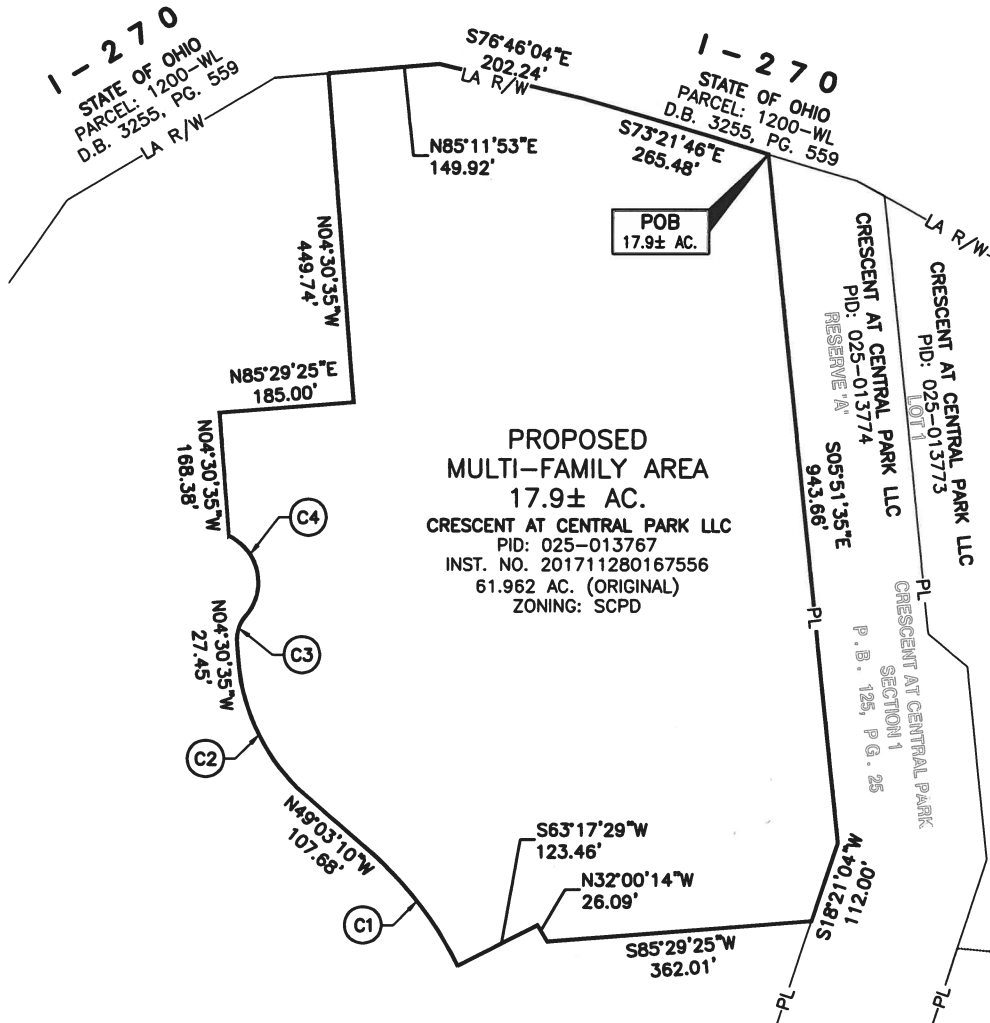 I-270
STATE OF OHIO
PARCEL: 1200-WL
D.B. 3255, PG. 559
LA R/W
S76°46'04"E
202.24'
LA R/W
I-270
STATE OF OHIO
PARCEL: 1200-WL
D.B. 3255, PG. 559
N85°11'53"E
149.92'
S73°21'46"E
265.48'
POB
17.9± AC.
LA R/W
N04°30'35"W
449.74'
CRESCENT AT CENTRAL PARK LLC
PID: 025-013774
RESERVE 'A'
CRESCENT AT CENTRAL PARK LLC
PID: 025-013773
LOT 1
N85°29'25"E
185.00'
N04°30'35"W
168.38'
PROPOSED
MULTI-FAMILY AREA
17.9± AC.
CRESCENT AT CENTRAL PARK LLC
PID: 025-013767
INST. NO. 201711280167556
61.962 AC. (ORIGINAL)
ZONING: SCPD
S05°51'35"E
943.66'
C4
PL
PL
N04°30'35"W
27.45'
C3
CRESCENT AT CENTRAL PARK
SECTION 1
P.B. 125, PG. 25
C2
N49°03'10"W
107.68'
S63°17'29"W
123.46'
N32°00'14"W
26.09'
S18°21'04"W
112.00'
C1
S85°29'25"W
362.01'
PL
PL